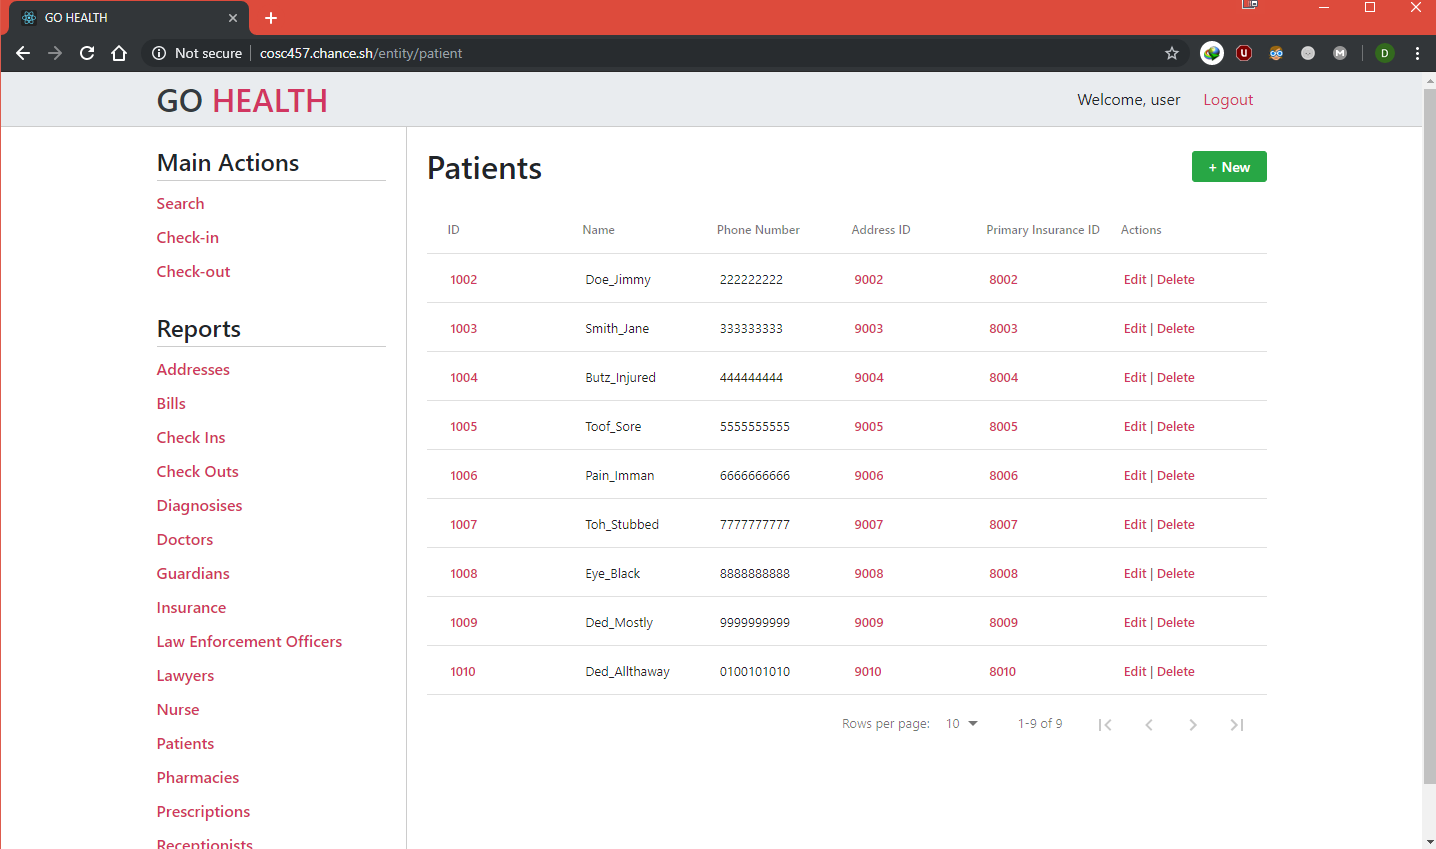 GO HEALTH
Not secure cosc457.chance.sh/entity/patient
U
M
D
GO HEALTH
Welcome, user Logout
Main Actions
Search
Check-in
Check-out
Reports
Addresses
Bills
Check Ins
Check Outs
Diagnosises
Doctors
Guardians
Insurance
Law Enforcement Officers
Lawyers
Nurse
Patients
Pharmacies
Prescriptions
Receptionists
Patients
+ New
ID Name Phone Number Address ID Primary Insurance ID Actions
1002 Doe_Jimmy 222222222 9002 8002 Edit | Delete
1003 Smith_Jane 333333333 9003 8003 Edit | Delete
1004 Butz_Injured 444444444 9004 8004 Edit | Delete
1005 Toof_Sore 5555555555 9005 8005 Edit | Delete
1006 Pain_Imman 6666666666 9006 8006 Edit | Delete
1007 Toh_Stubbed 7777777777 9007 8007 Edit | Delete
1008 Eye_Black 8888888888 9008 8008 Edit | Delete
1009 Ded_Mostly 9999999999 9009 8009 Edit | Delete
1010 Ded_Allthaway 0100101010 9010 8010 Edit | Delete
Rows per page: 10 1-9 of 9